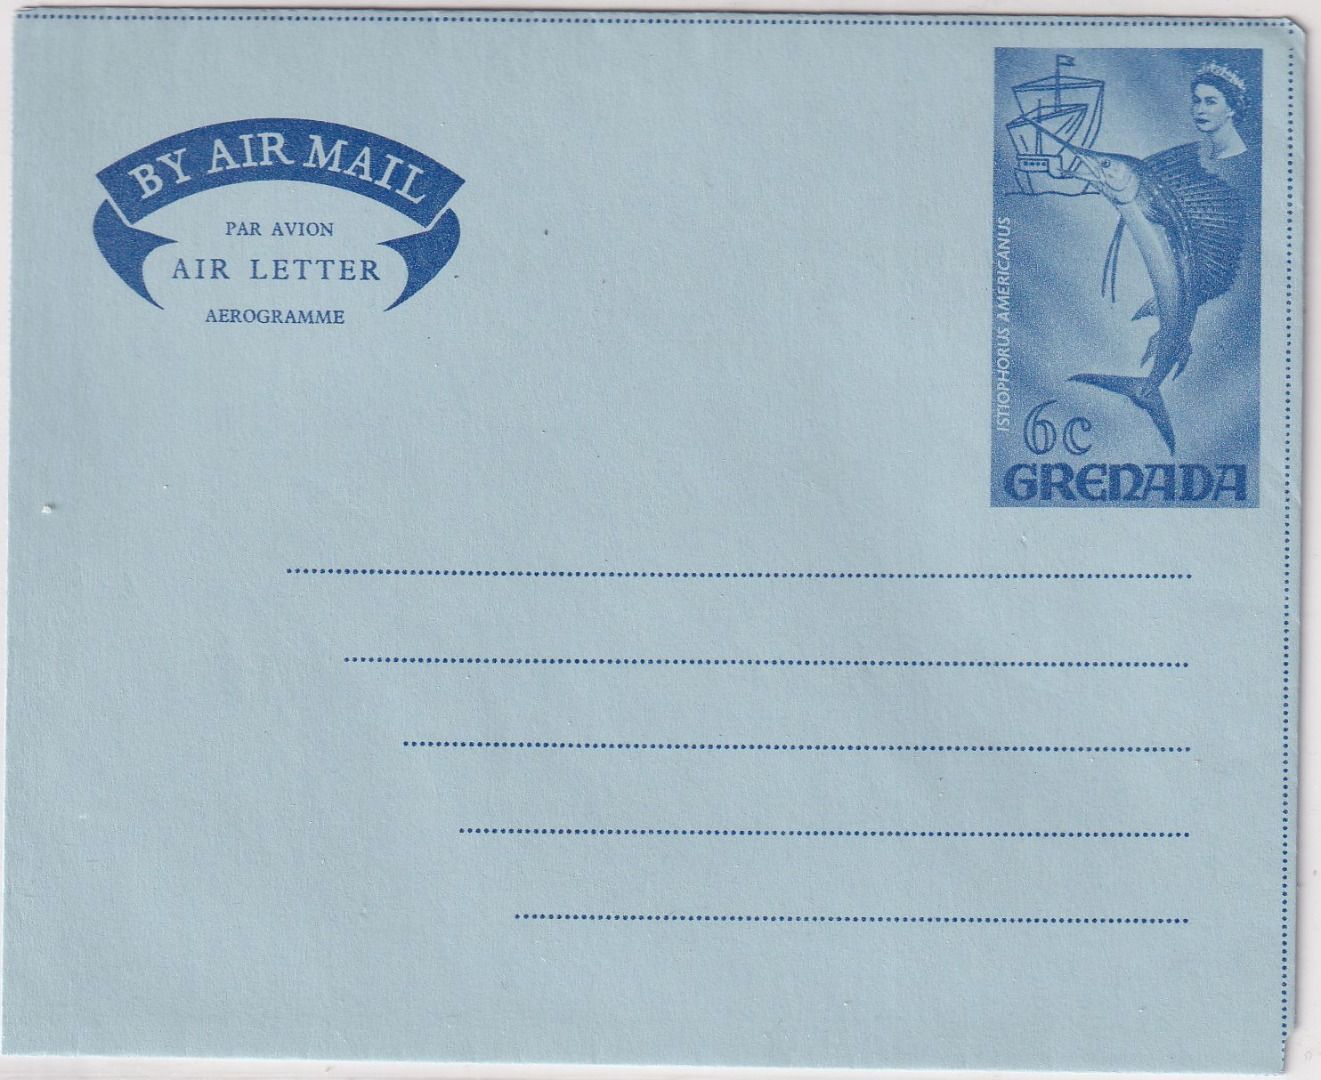 BY AIR MAIL
PAR AVION
AIR LETTER
AEROGRAMME
ISTIOPHORUS AMERICANUS
6c
GRENADA